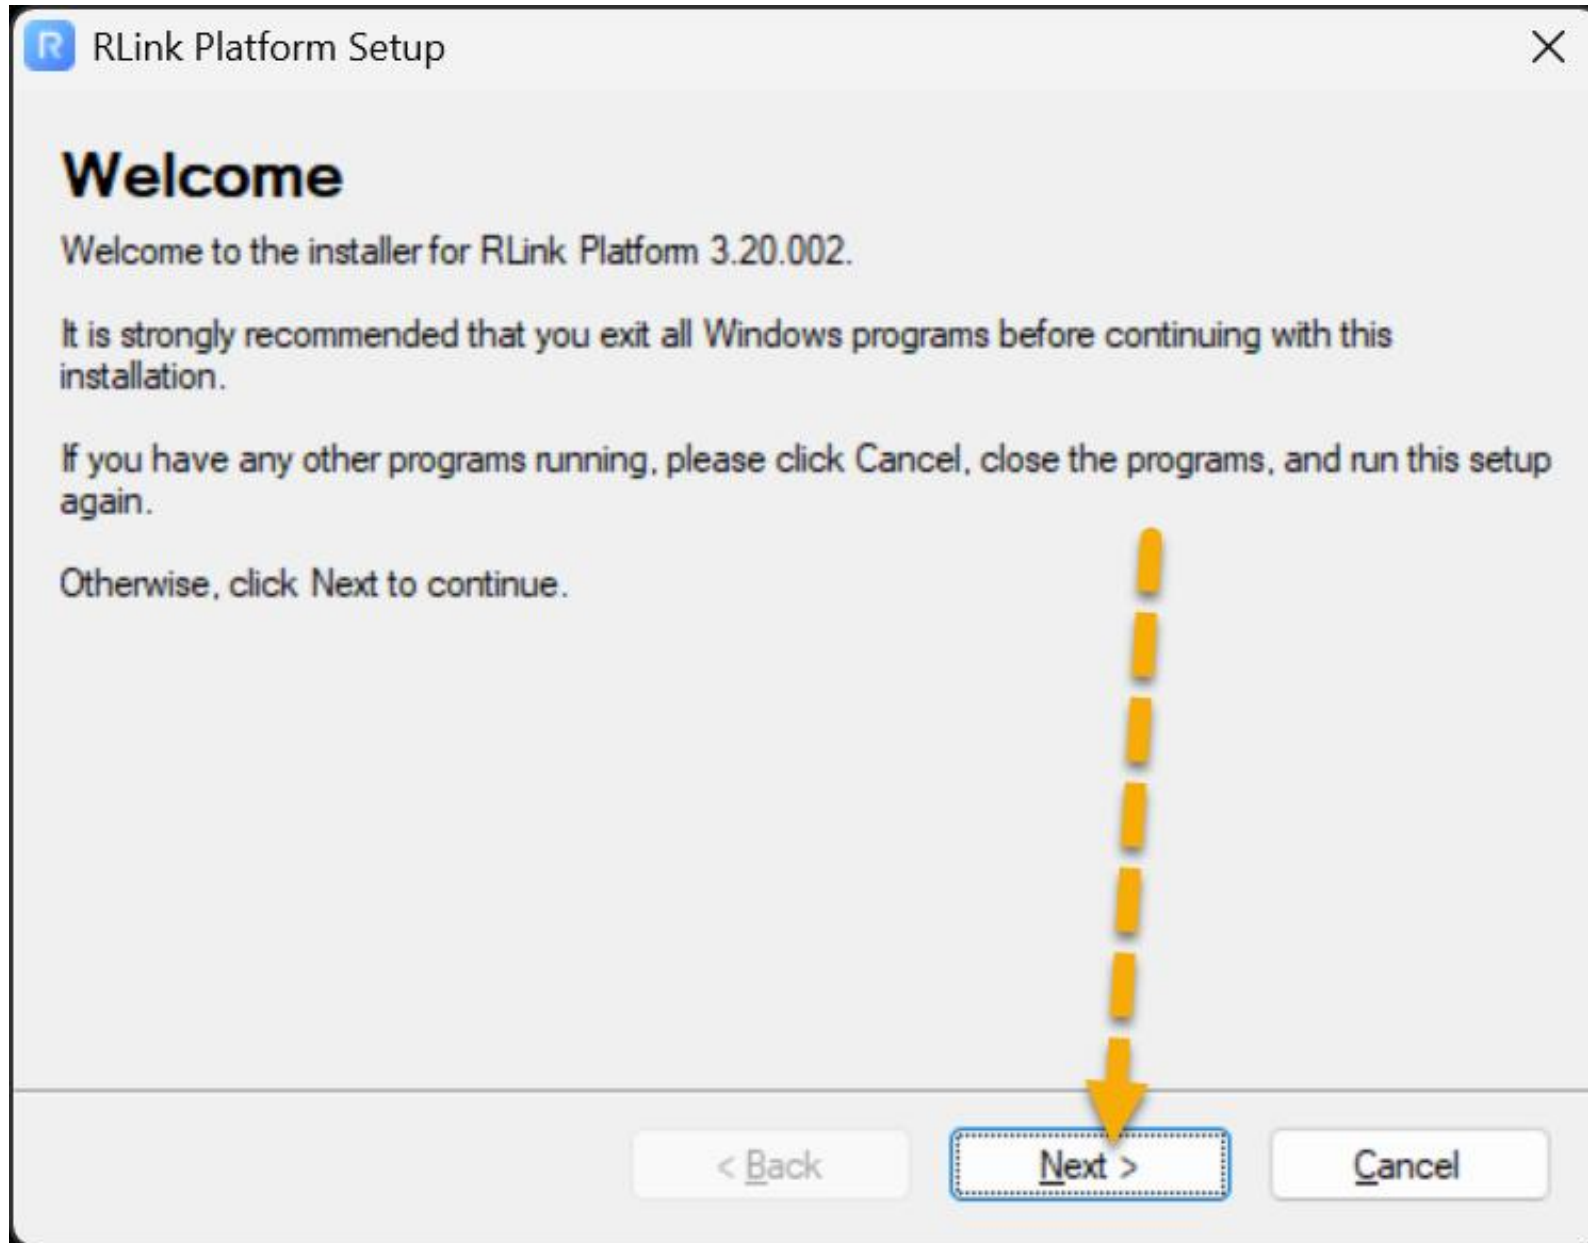 R RLink Platform Setup
Welcome
Welcome to the installer for RLink Platform 3.20.002.
It is strongly recommended that you exit all Windows programs before continuing with this
installation.
If you have any other programs running, please click Cancel, close the programs, and run this setup
again.
Otherwise, click Next to continue.
< Back Next > Cancel